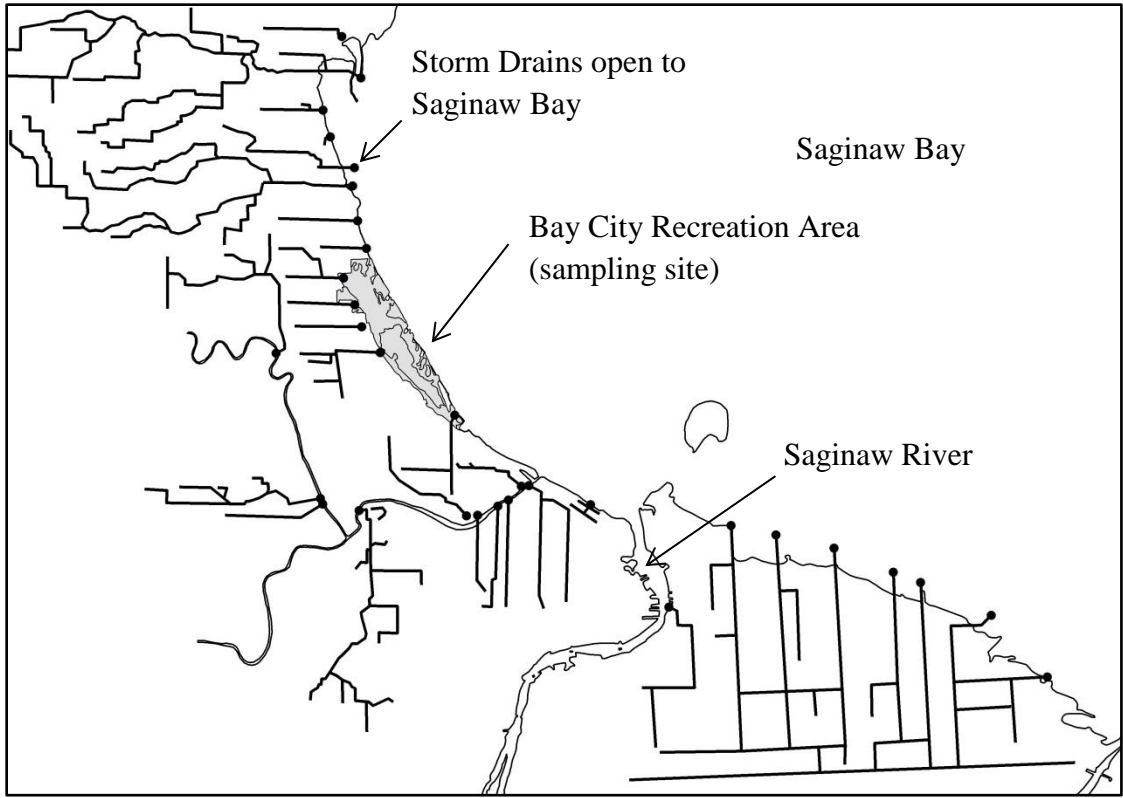 Storm Drains open to
Saginaw Bay
Saginaw Bay
Bay City Recreation Area
(sampling site)
Saginaw River